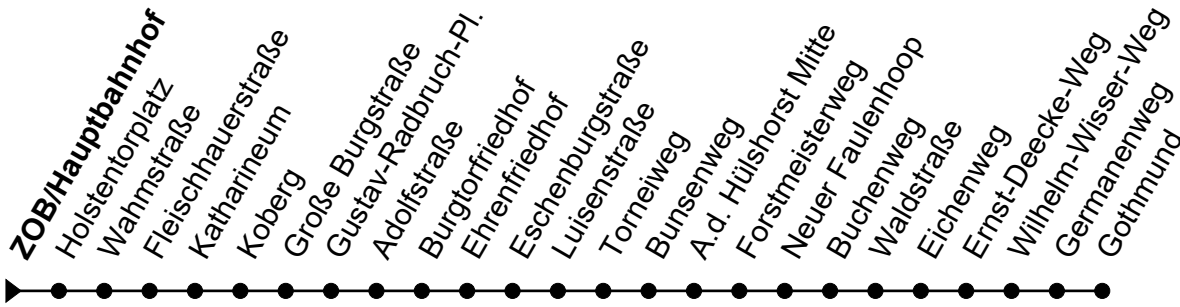 ZOB/Hauptbahnhof
Holstentorplatz
Wahmstraße
Fleischhauerstraße
Katharineum
Koberg
Große Burgstraße
Gustav-Radbruch-Pl.
Adolfstraße
Burgtorfriedhof
Ehrenfriedhof
Eschenburgstraße
Luisenstraße
Torneiweg
Bunsenweg
A.d. Hülshorst Mitte
Forstmeisterweg
Neuer Faulenhoop
Buchenweg
Waldstraße
Eichenweg
Ernst-Deecke-Weg
Wilhelm-Wisser-Weg
Germanenweg
Gothmund